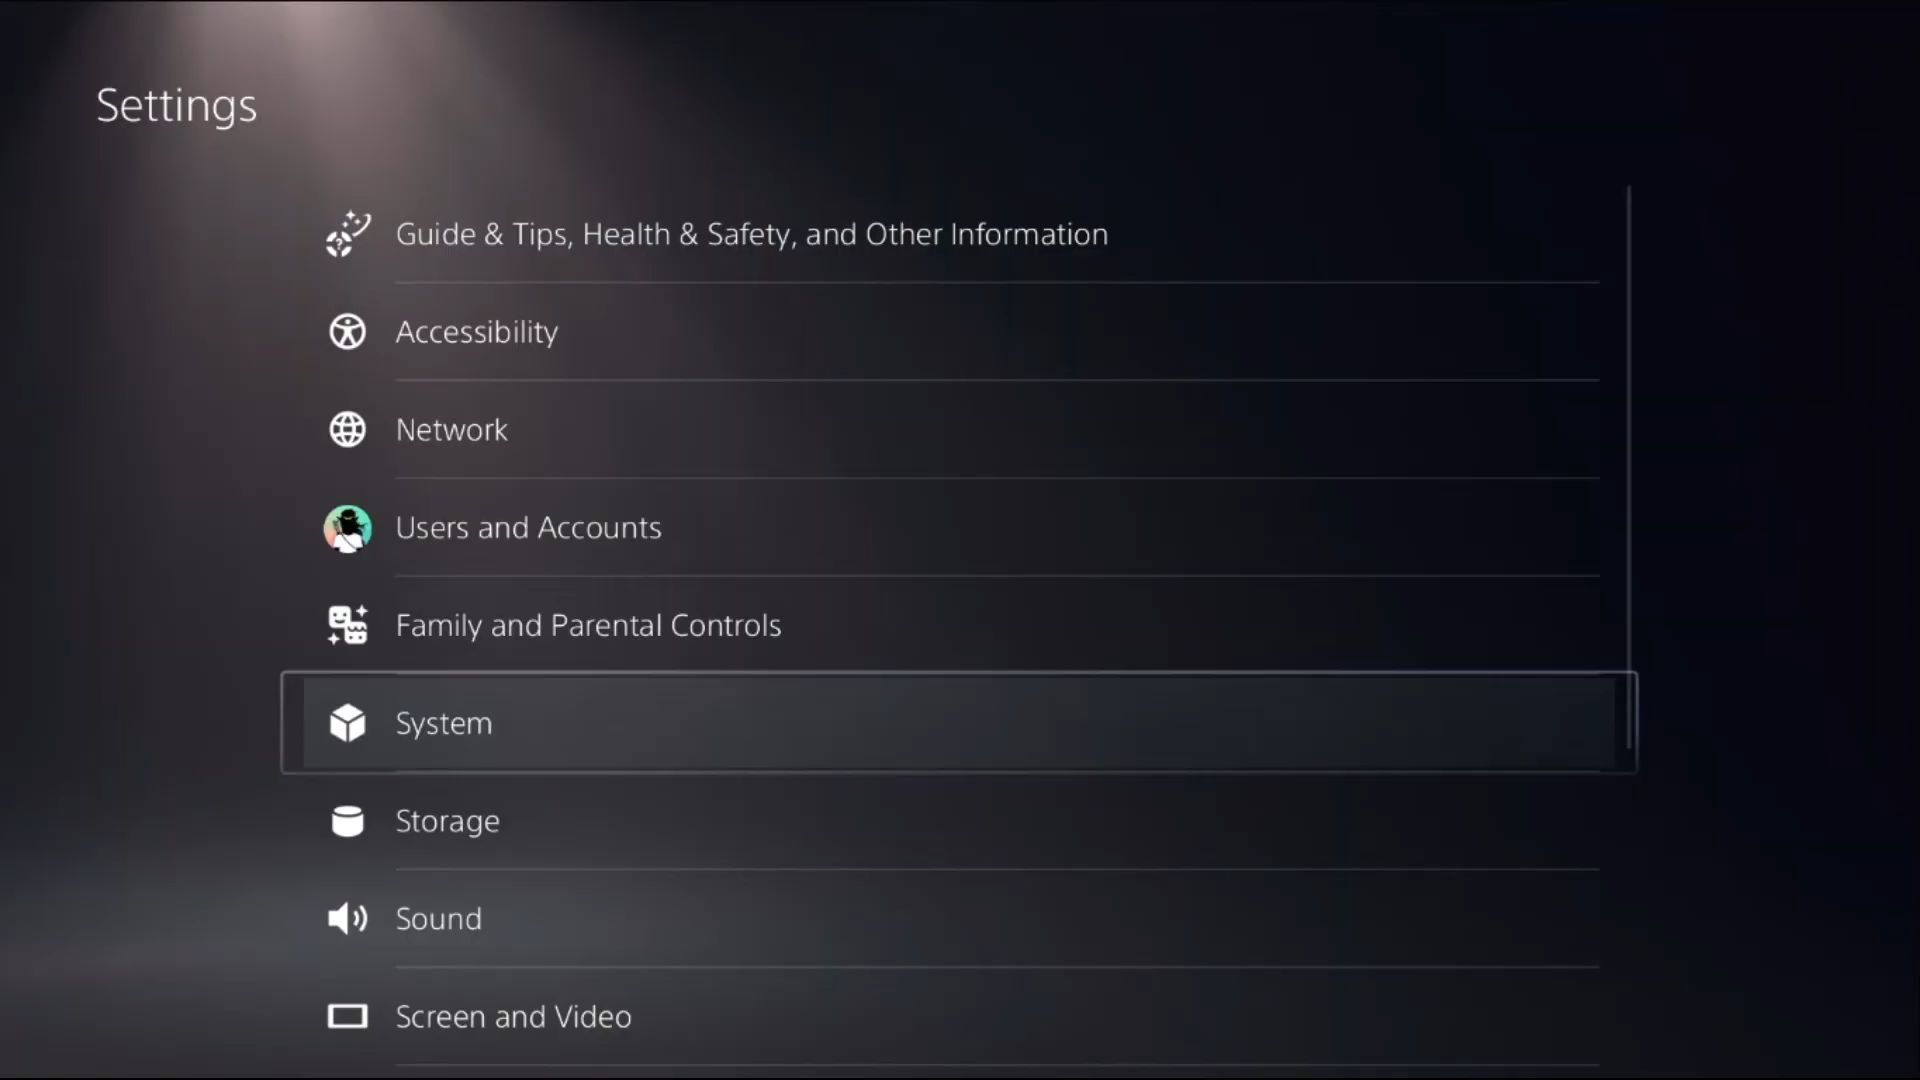 Settings
Guide & Tips, Health & Safety, and Other Information
Accessibility
Network
Users and Accounts
Family and Parental Controls
System
Storage
Sound
Screen and Video